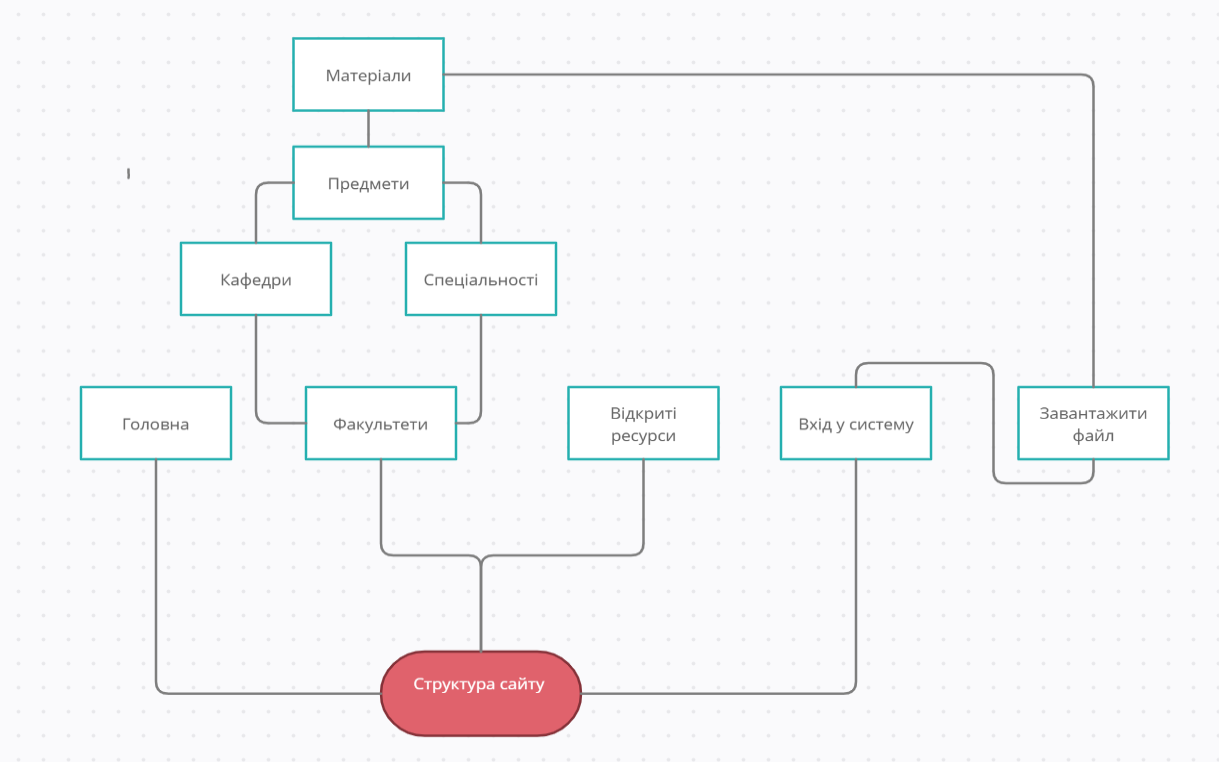 Матеріали
Предмети
Кафедри
Спеціальності
Головна
Факультети
Відкриті
ресурси
Вхід у систему
Завантажити
файл
Структура сайту